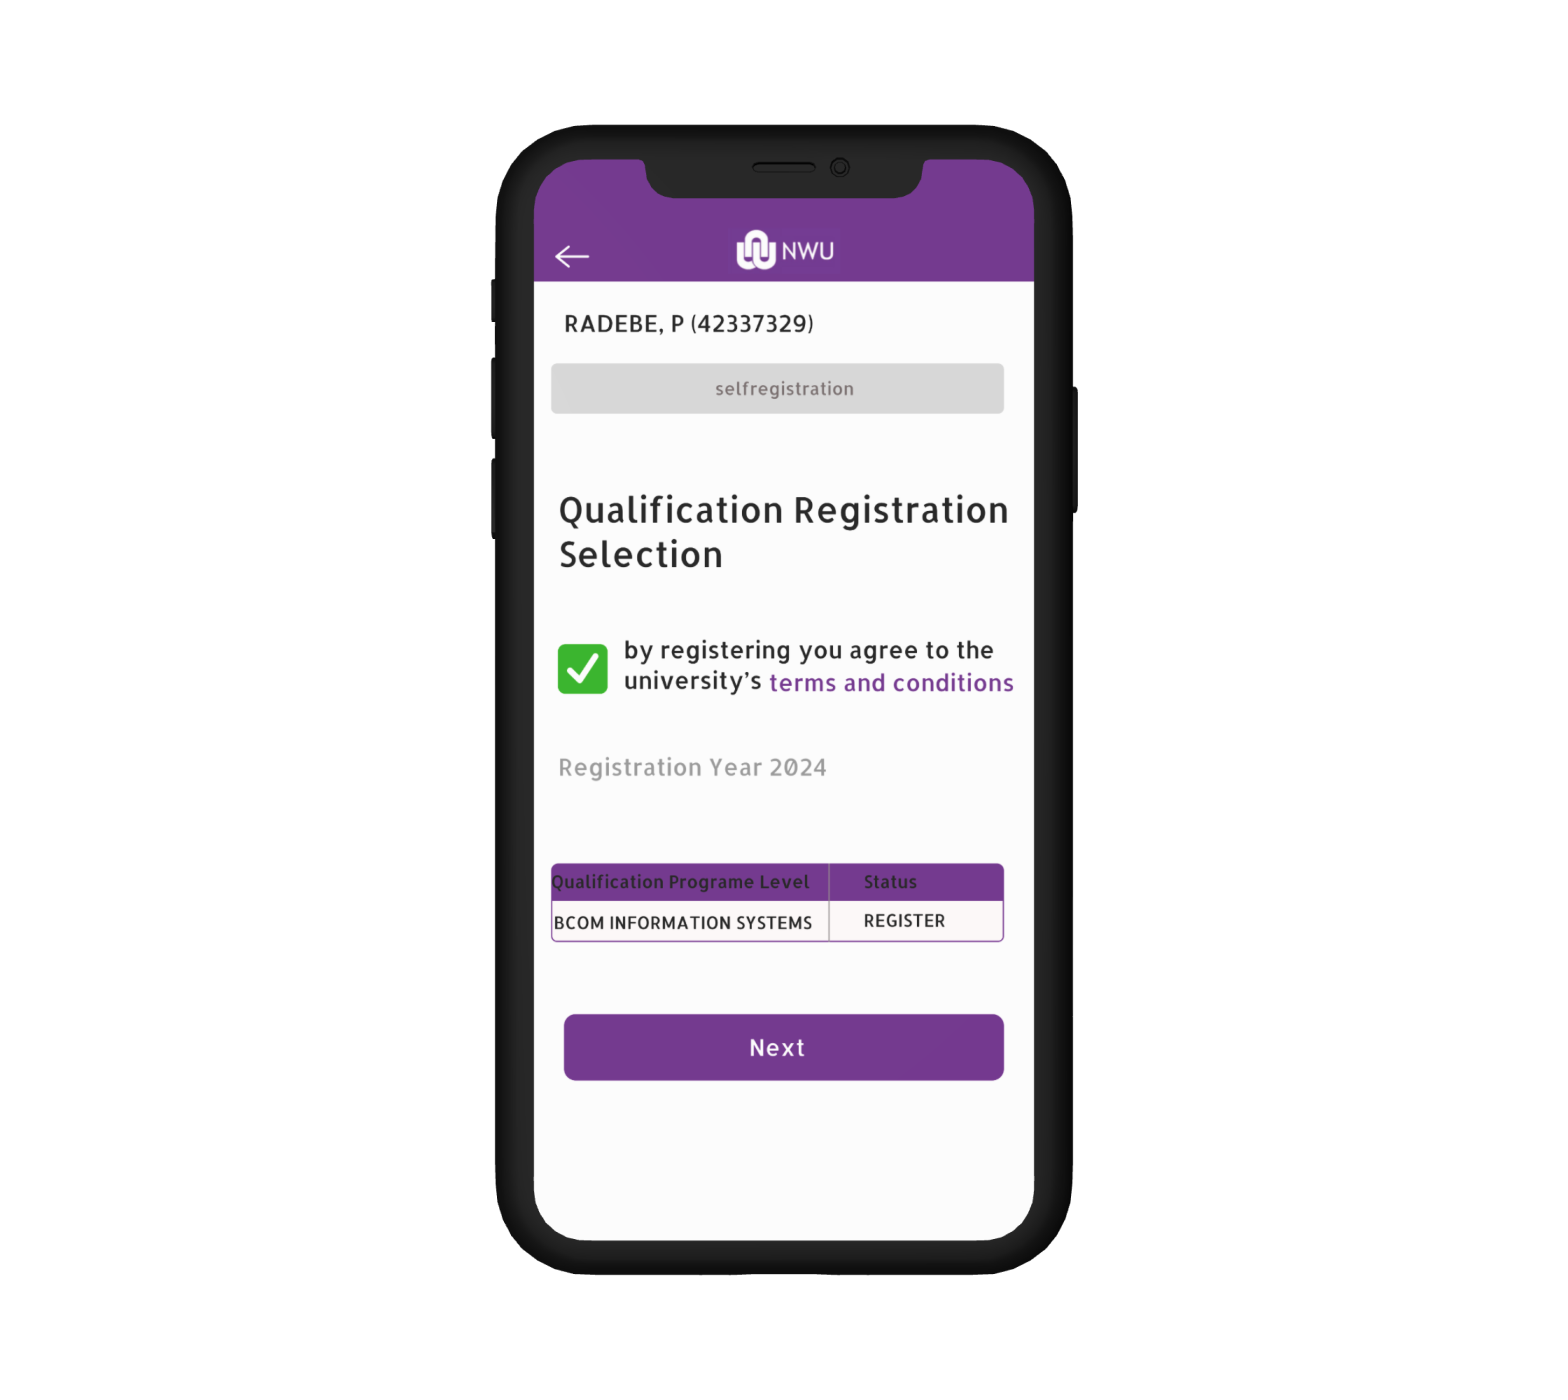 NWU
RADEBE, P (42337329)
selfregistration
Qualification Registration
Selection
by registering you agree to the
university's terms and conditions
Registration Year 2024
Qualification Programe Level Status
BCOM INFORMATION SYSTEMS REGISTER
Next